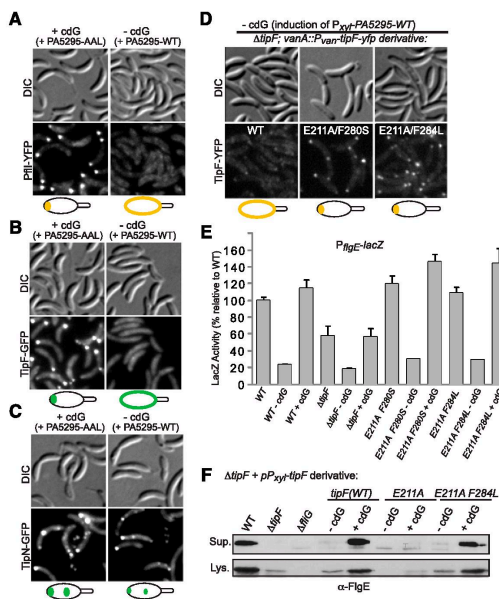 A
+ cdG (+ PA5295-AAL)
- cdG (+ PA5295-WT)
DIC
PflI-YFP
B
+ cdG (+ PA5295-AAL)
- cdG (+ PA5295-WT)
DIC
TipF-GFP
C
+ cdG (+ PA5295-AAL)
- cdG (+ PA5295-WT)
DIC
TipN-GFP
D
- cdG (induction of Pxyl-PA5295-WT)
ΔtipF; vanA::Pvan-tipF-yfp derivative:
DIC
TipF-YFP
WT
E211A/F280S
E211A/F284L
E
PflgE-lacZ
LacZ Activity (% relative to WT)
160
140
120
100
80
60
40
20
0
WT
WT - cdG
WT + cdG
ΔtipF
ΔtipF - cdG
ΔtipF + cdG
E211A F280S
E211A F280S - cdG
E211A F280S + cdG
E211A F284L
E211A F284L - cdG
E211A F284L + cdG
F
ΔtipF + pPxyl-tipF derivative:
tipF(WT)
E211A
E211A F284L
WT
ΔtipF
ΔfliG
- cdG
+ cdG
- cdG
+ cdG
- cdG
+ cdG
Sup.
Lys.
α-FlgE